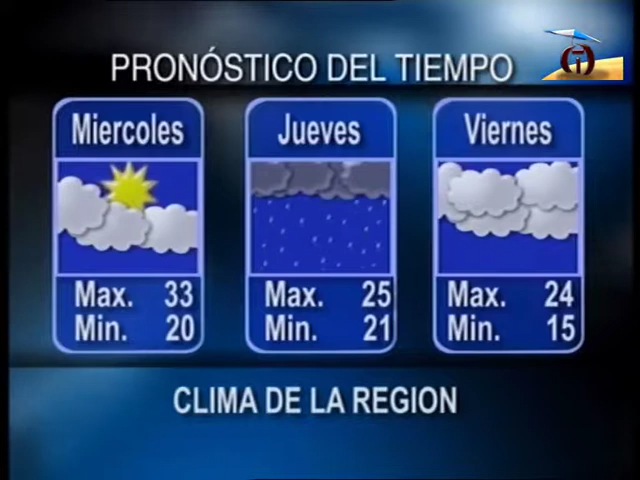 PRONÓSTICO DEL TIEMPO
Miercoles
Max. 33
Min. 20
Jueves
Max. 25
Min. 21
Viernes
Max. 24
Min. 15
CLIMA DE LA REGION